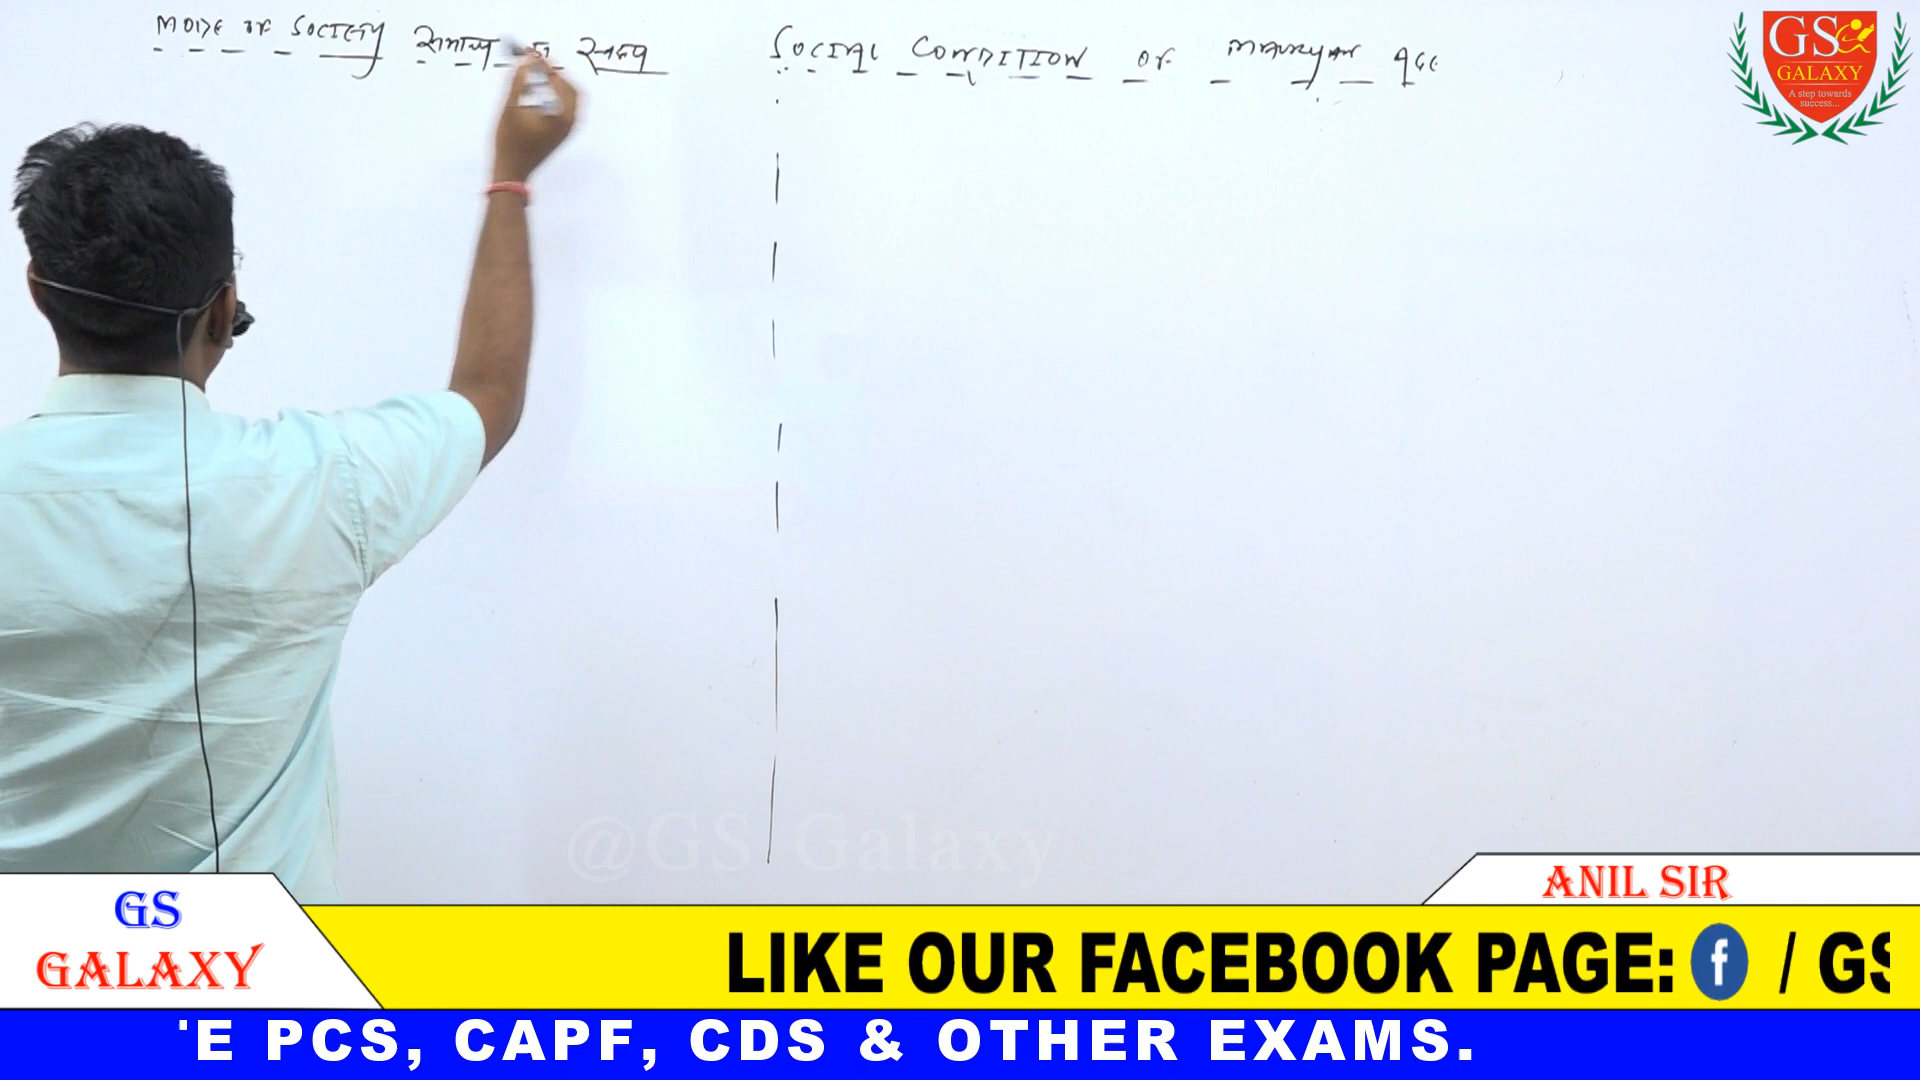 MODE OF SOCIETY समाज का स्वरूप
SOCIAL CONDITION OF MAURYAN AGE
GS
GALAXY
A step towards
success...
@GS Galaxy
ANIL SIR
GS
GALAXY
LIKE OUR FACEBOOK PAGE: f / GS
E PCS, CAPF, CDS & OTHER EXAMS.